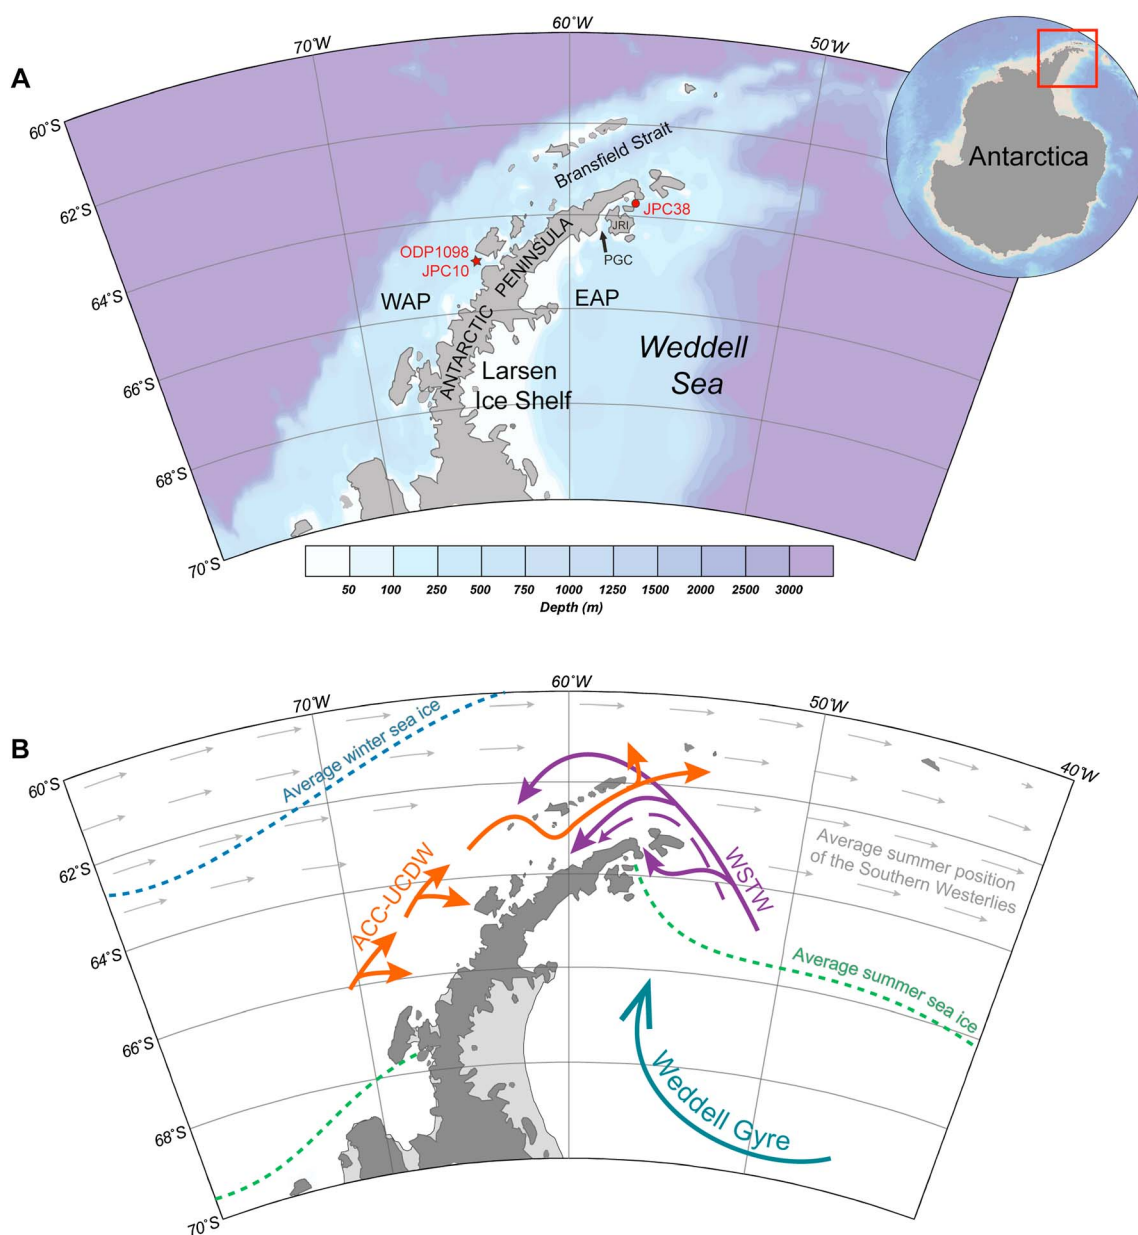 A
60˚W
70˚W
50˚W
60˚S
62˚S
64˚S
66˚S
68˚S
70˚S
Antarctica
Bransfield Strait
JPC38
JRI
PGC
ODP1098
JPC10
WAP
EAP
ANTARCTIC PENINSULA
Weddell
Sea
Larsen
Ice Shelf
50 100 250 500 750 1000 1250 1500 2000 2500 3000
Depth (m)
B
60˚W
70˚W
50˚W
40˚W
60˚S
62˚S
64˚S
66˚S
68˚S
70˚S
Average winter sea ice
ACC-UCDW
WSTW
Average summer position
of the Southern Westerlies
Average summer sea ice
Weddell Gyre